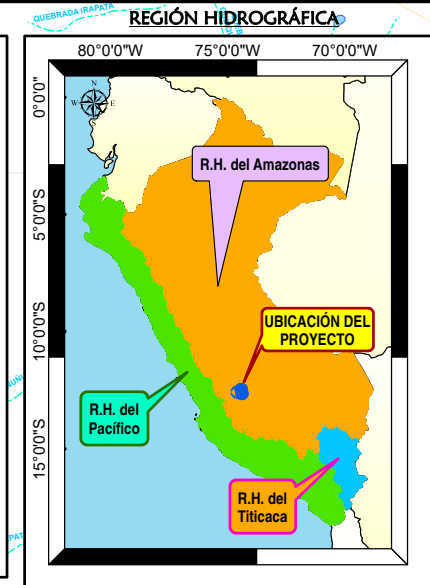 QUEBRADA IRAPATA
REGIÓN HIDROGRÁFICA
80°0'0"W 75°0'0"W 70°0'0"W
N
W E
S
0°0'0"
5°0'0"S
10°0'0"S
15°0'0"S
R.H. del Amazonas
UBICACIÓN DEL
PROYECTO
R.H. del
Pacífico
R.H. del
Titicaca